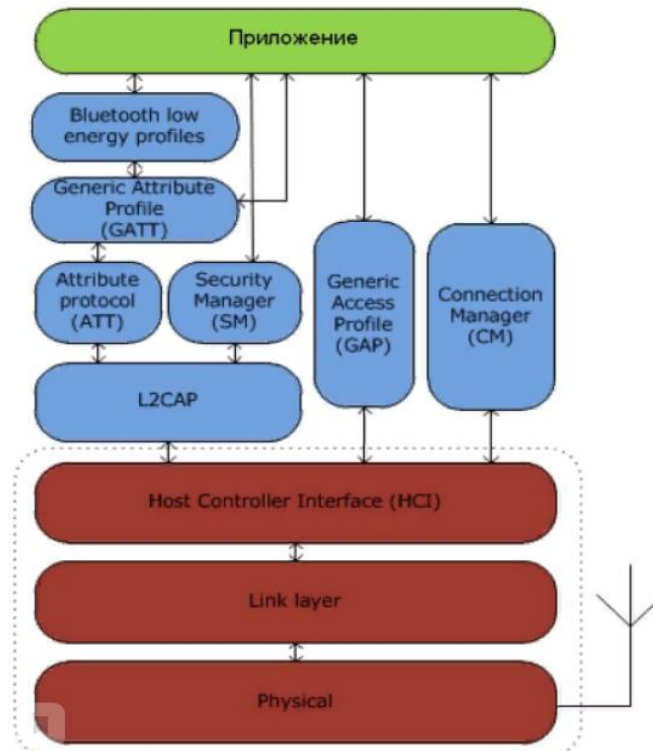 Приложение
Bluetooth low
energy profiles
Generic Attribute
Profile
(GATT)
Attribute
protocol
(ATT)
Security
Manager
(SM)
Generic
Access
Profile
(GAP)
Connection
Manager
(CM)
L2CAP
Host Controller Interface (HCI)
Link layer
Physical